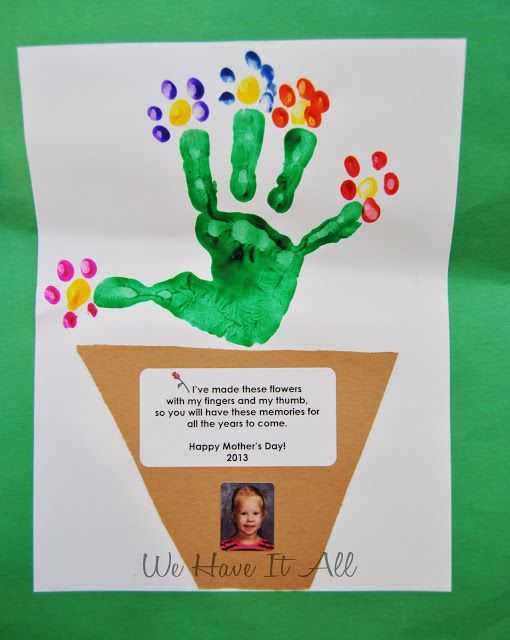 I've made these flowers
with my fingers and my thumb,
so you will have these memories for
all the years to come.
Happy Mother's Day!
2013
We Have It All